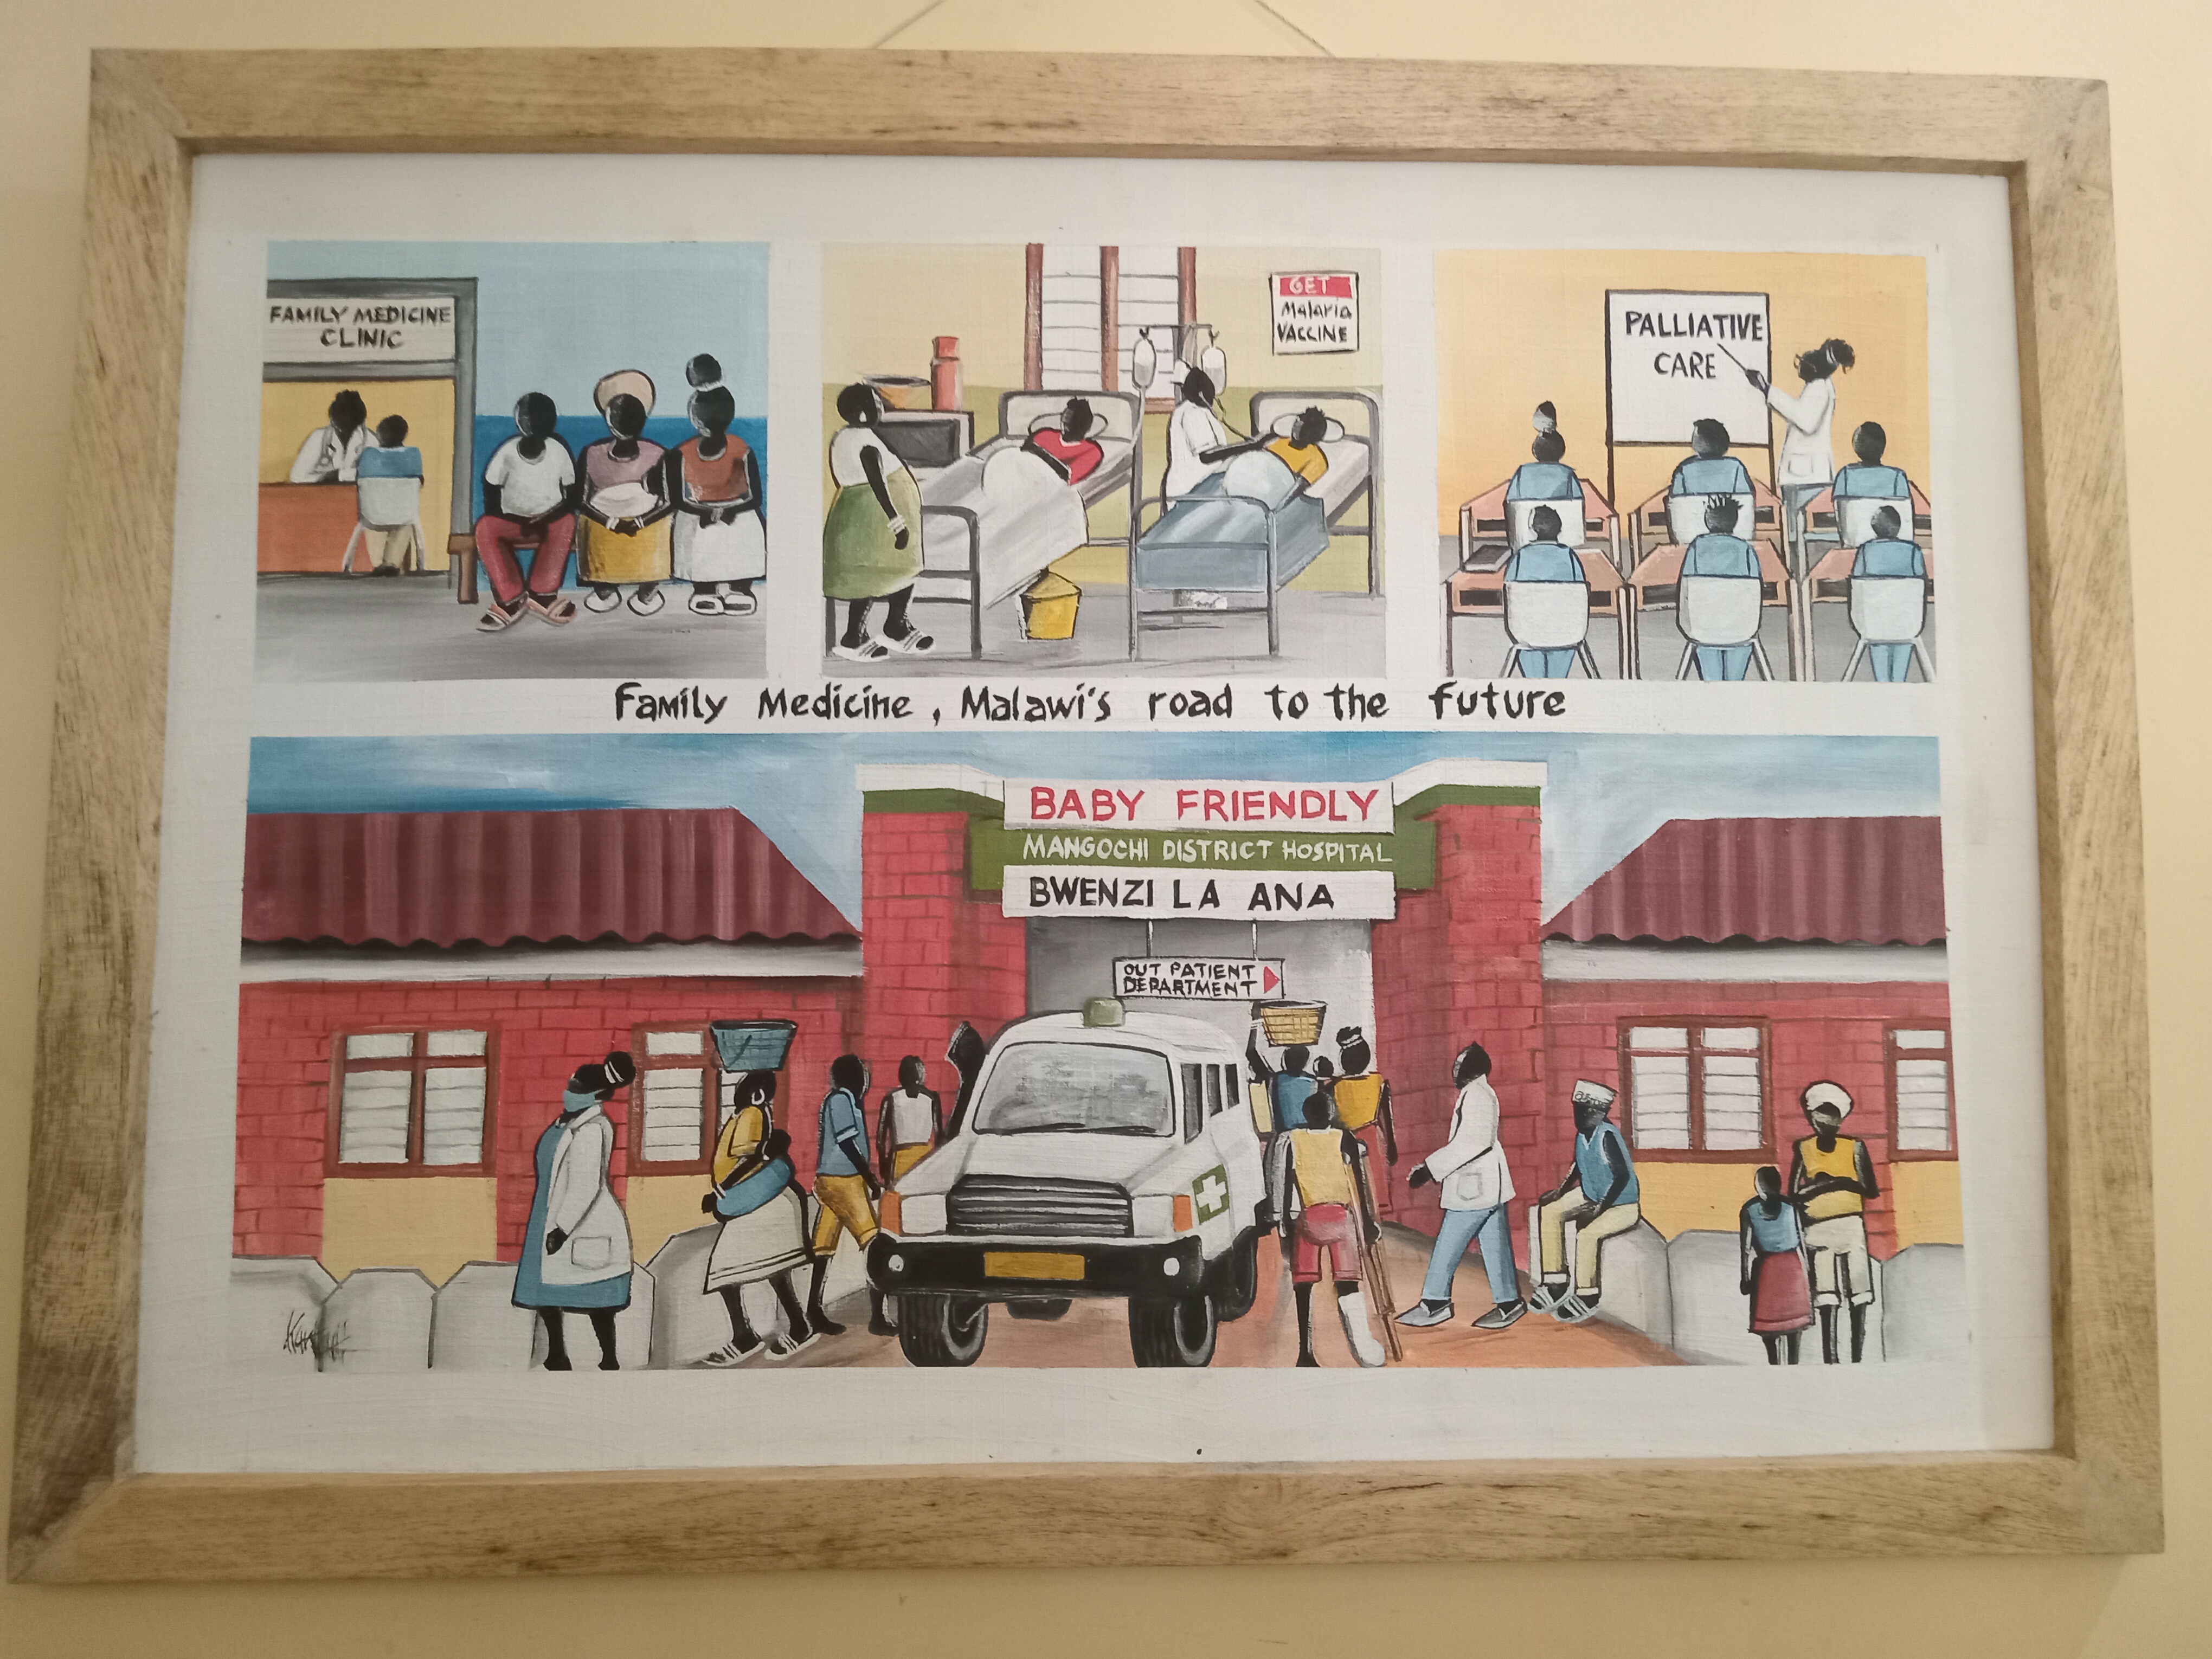 FAMILY MEDICINE
CLINIC
GET
Malaria
VACCINE
PALLIATIVE
CARE
Family Medicine, Malawi's road to the future
BABY FRIENDLY
MANGOCHI DISTRICT HOSPITAL
BWENZI LA ANA
OUT PATIENT
DEPARTMENT